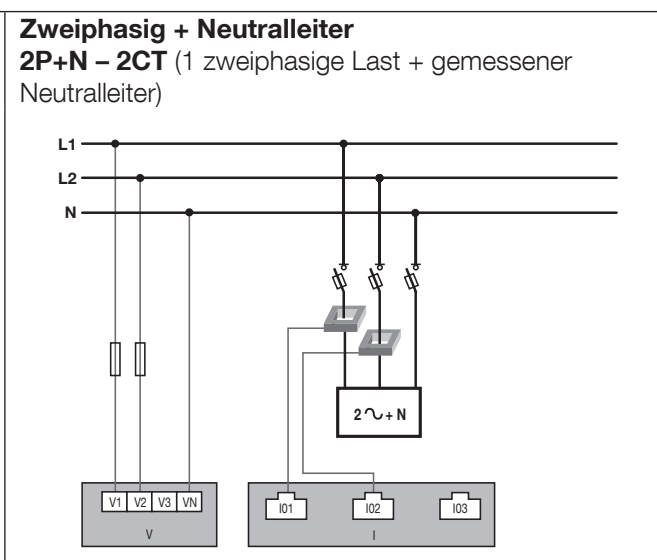 Zweiphasig + Neutralleiter
2P+N – 2CT (1 zweiphasige Last + gemessener
Neutralleiter)
L1
L2
N
2 ∿ + N
V1 V2 V3 VN
V
I01 I02 I03
I